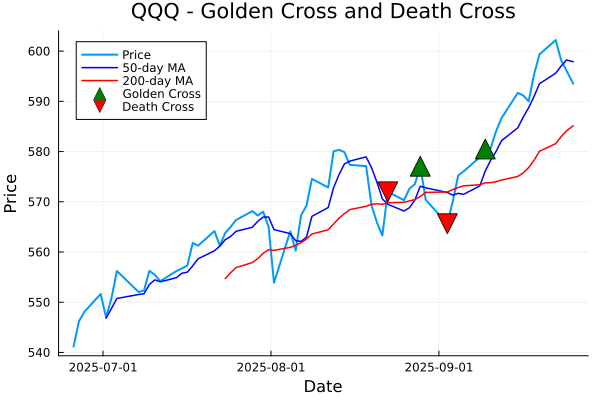 QQQ - Golden Cross and Death Cross
Price
50-day MA
200-day MA
Golden Cross
Death Cross
600
590
580
570
560
550
540
Price
2025-07-01
2025-08-01
2025-09-01
Date